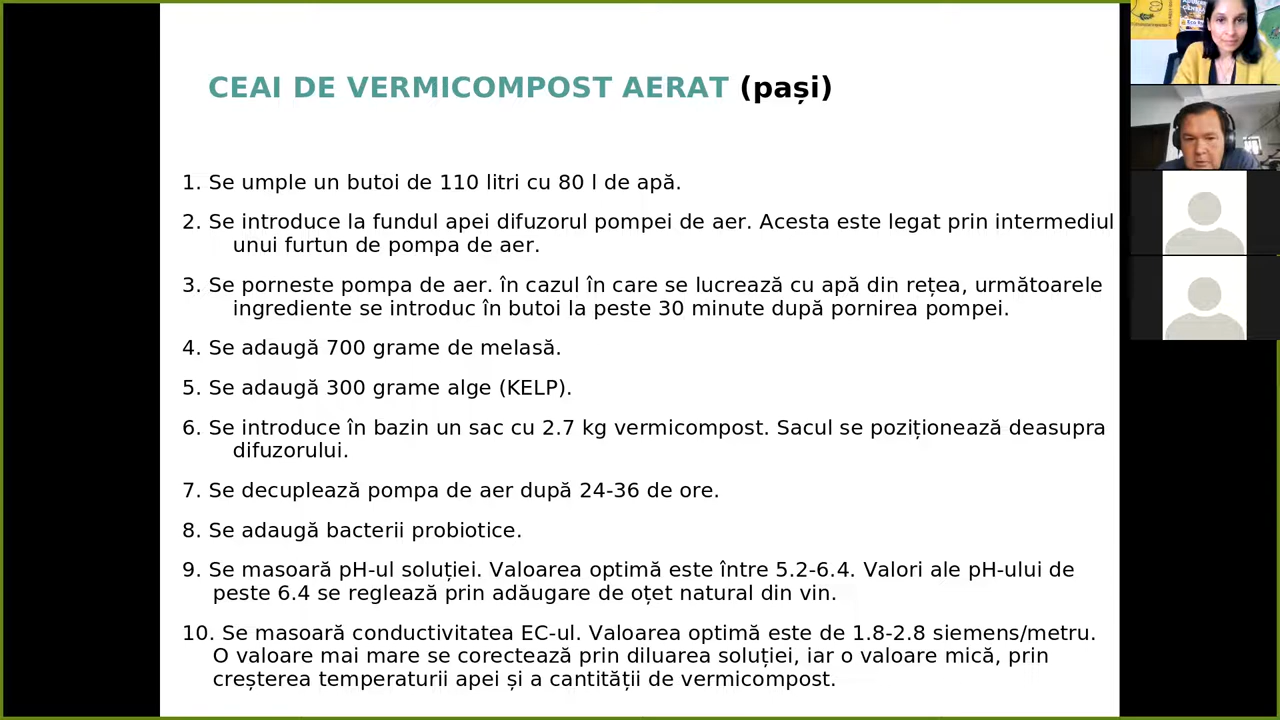 CEAI DE VERMICOMPOST AERAT (pași)
1. Se umple un butoi de 110 litri cu 80 l de apă.
2. Se introduce la fundul apei difuzorul pompei de aer. Acesta este legat prin intermediul
unui furtun de pompa de aer.
3. Se porneste pompa de aer. în cazul în care se lucrează cu apă din rețea, următoarele
ingrediente se introduc în butoi la peste 30 minute după pornirea pompei.
4. Se adaugă 700 grame de melasă.
5. Se adaugă 300 grame alge (KELP).
6. Se introduce în bazin un sac cu 2.7 kg vermicompost. Sacul se poziționează deasupra
difuzorului.
7. Se decuplează pompa de aer după 24-36 de ore.
8. Se adaugă bacterii probiotice.
9. Se masoară pH-ul soluției. Valoarea optimă este între 5.2-6.4. Valori ale pH-ului de
peste 6.4 se reglează prin adăugare de oțet natural din vin.
10. Se masoară conductivitatea EC-ul. Valoarea optimă este de 1.8-2.8 siemens/metru.
O valoare mai mare se corectează prin diluarea soluției, iar o valoare mică, prin
creșterea temperaturii apei și a cantității de vermicompost.